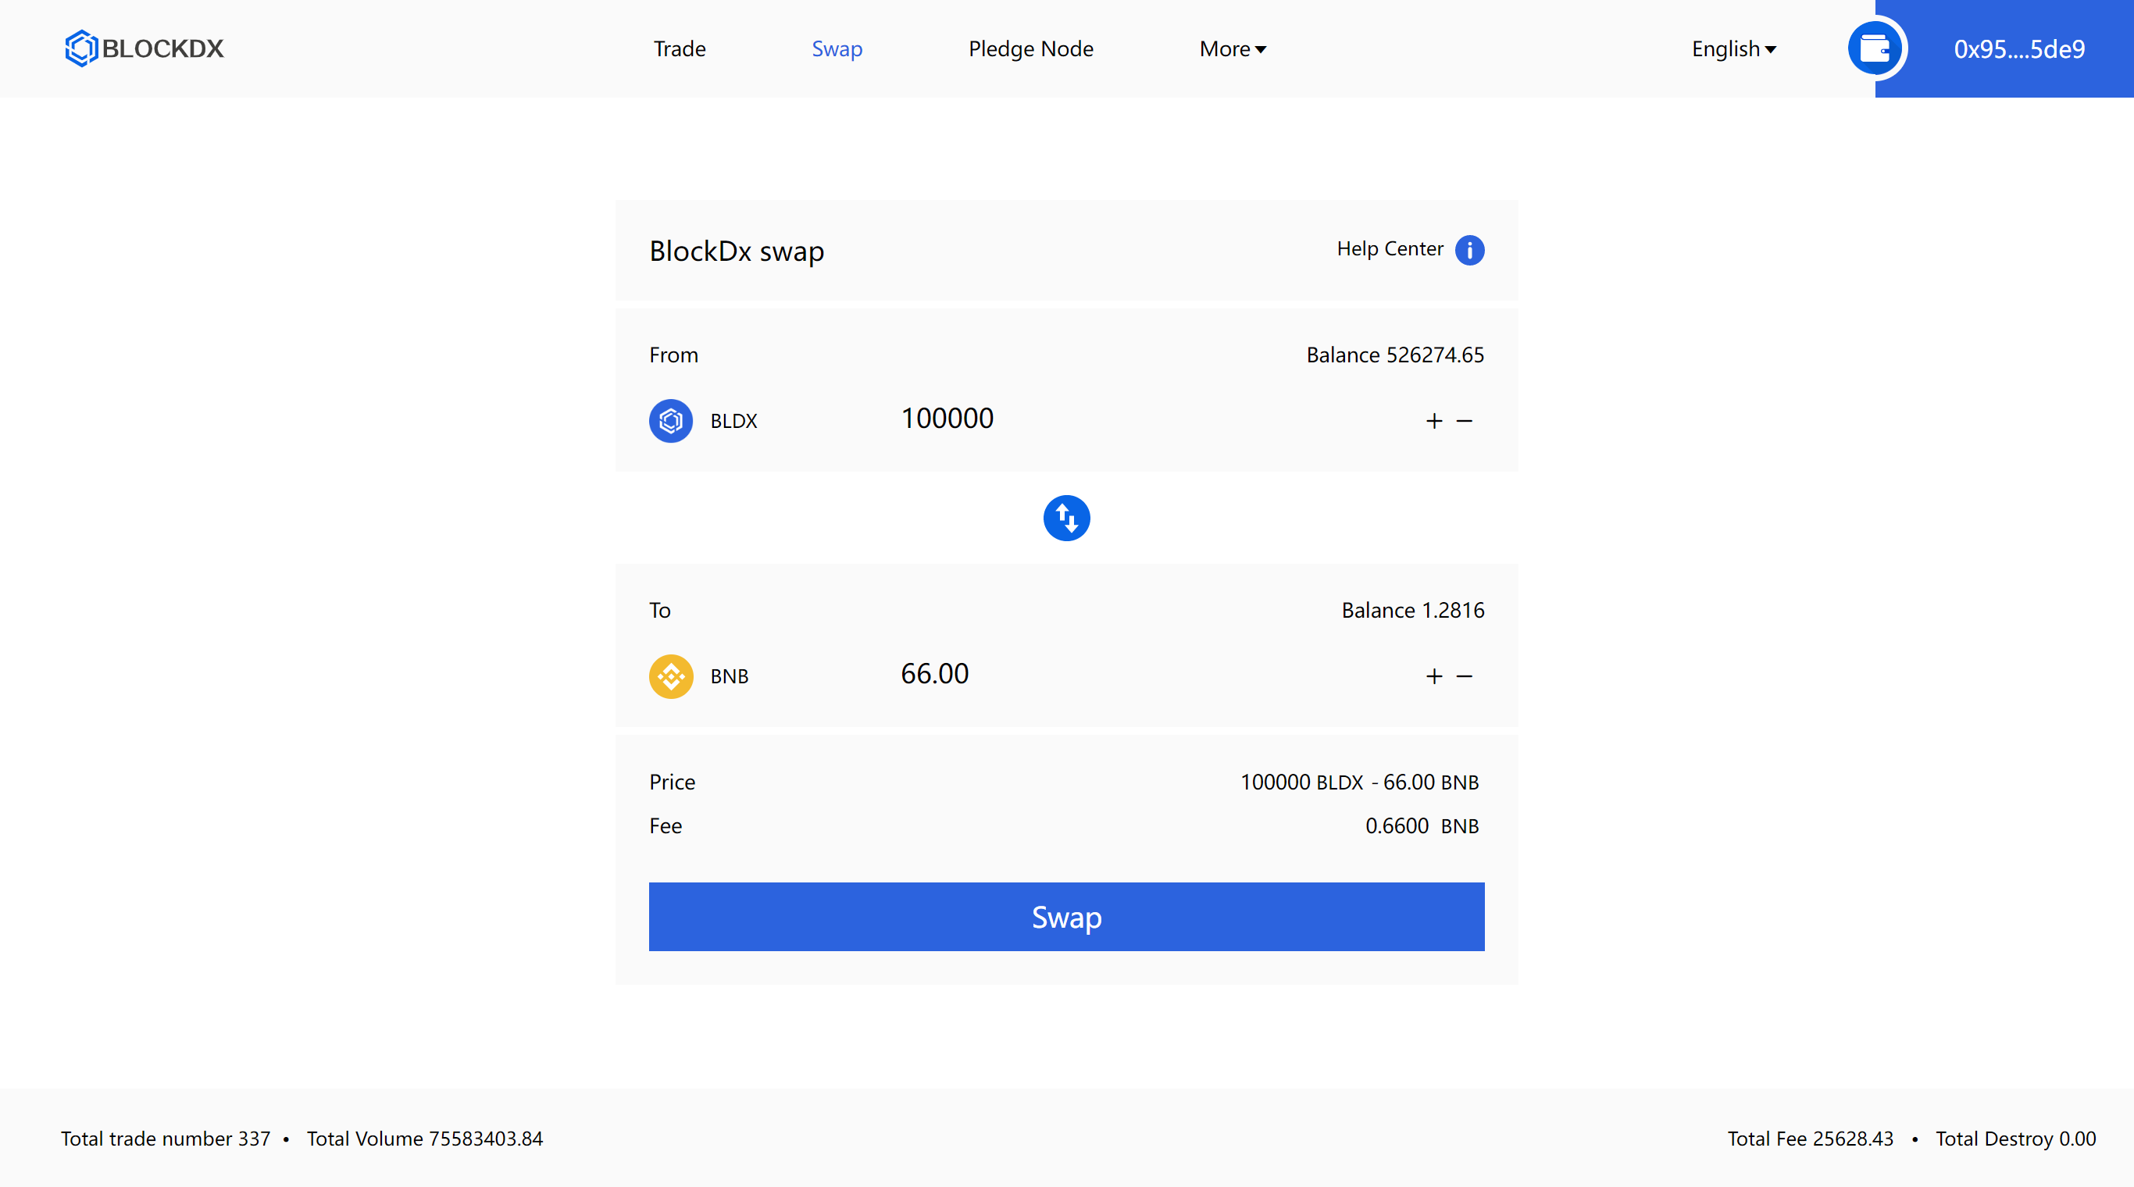 BLOCKDX
Trade Swap Pledge Node More English 0x95....5de9
BlockDx swap Help Center
From Balance 526274.65
BLDX 100000 + −
To Balance 1.2816
BNB 66.00 + −
Price 100000 BLDX - 66.00 BNB
Fee 0.6600 BNB
Swap
Total trade number 337 • Total Volume 75583403.84 Total Fee 25628.43 • Total Destroy 0.00